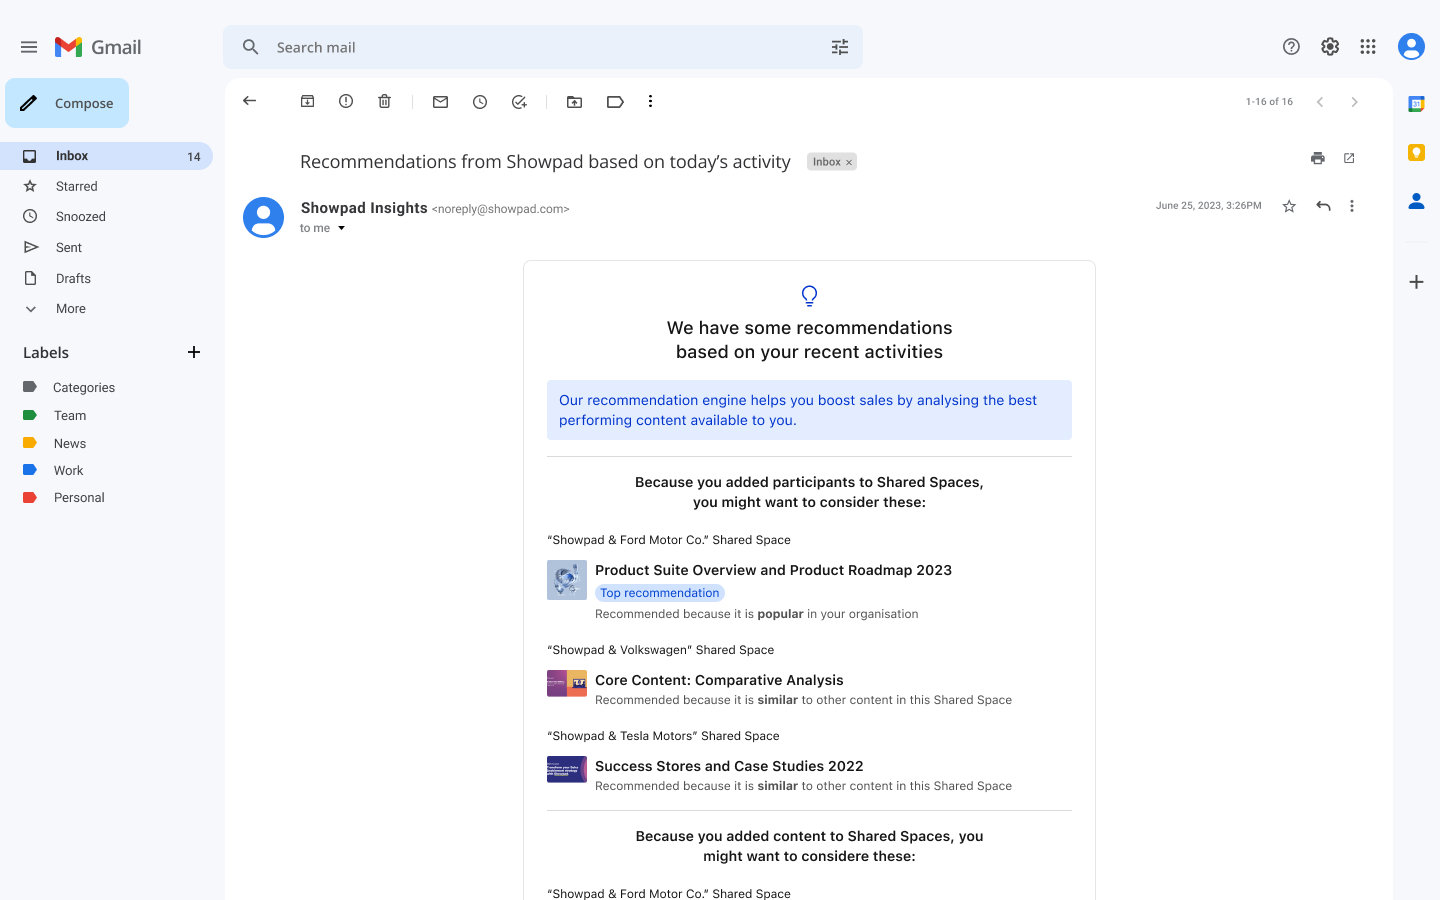 Gmail
Search mail
Compose
1-16 of 16
Inbox 14
Starred
Snoozed
Sent
Drafts
More
Labels
Categories
Team
News
Work
Personal
Recommendations from Showpad based on today’s activity Inbox ×
Showpad Insights <noreply@showpad.com>
June 25, 2023, 3:26PM
to me
We have some recommendations
based on your recent activities
Our recommendation engine helps you boost sales by analysing the best
performing content available to you.
Because you added participants to Shared Spaces,
you might want to consider these:
“Showpad & Ford Motor Co.” Shared Space
Product Suite Overview and Product Roadmap 2023
Top recommendation
Recommended because it is popular in your organisation
“Showpad & Volkswagen” Shared Space
Core Content: Comparative Analysis
Recommended because it is similar to other content in this Shared Space
“Showpad & Tesla Motors” Shared Space
Success Stores and Case Studies 2022
Recommended because it is similar to other content in this Shared Space
Because you added content to Shared Spaces, you
might want to considere these:
“Showpad & Ford Motor Co.” Shared Space
31